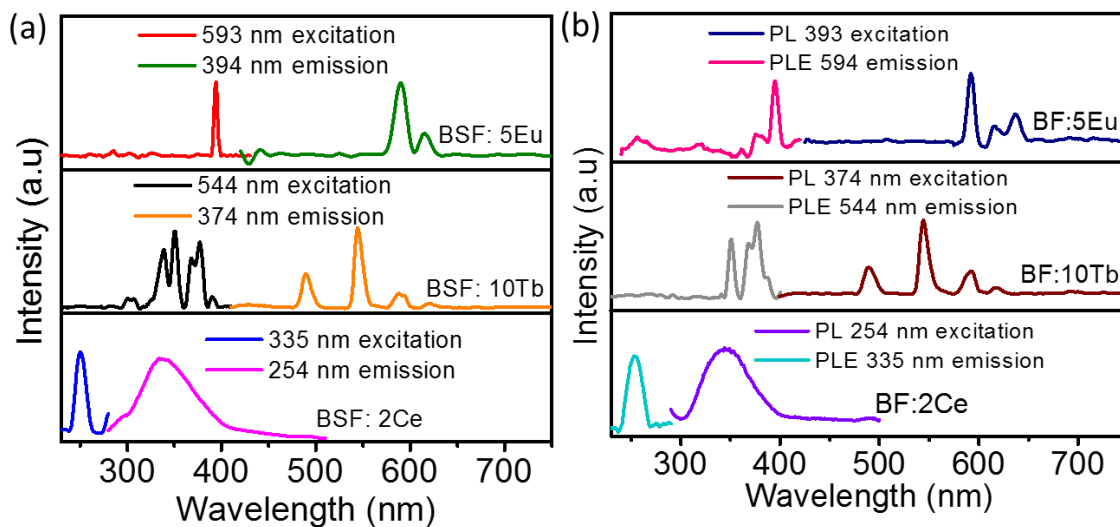 (a)
593 nm excitation
394 nm emission
BSF: 5Eu
544 nm excitation
374 nm emission
BSF: 10Tb
335 nm excitation
254 nm emission
BSF: 2Ce
Intensity (a.u)
300 400 500 600 700
Wavelength (nm)
(b)
PL 393 excitation
PLE 594 emission
BF:5Eu
PL 374 excitation
PLE 544 nm emission
BF:10Tb
PL 254 nm excitation
PLE 335 nm emission
BF:2Ce
Intensity (a.u)
300 400 500 600 700
Wavelength (nm)